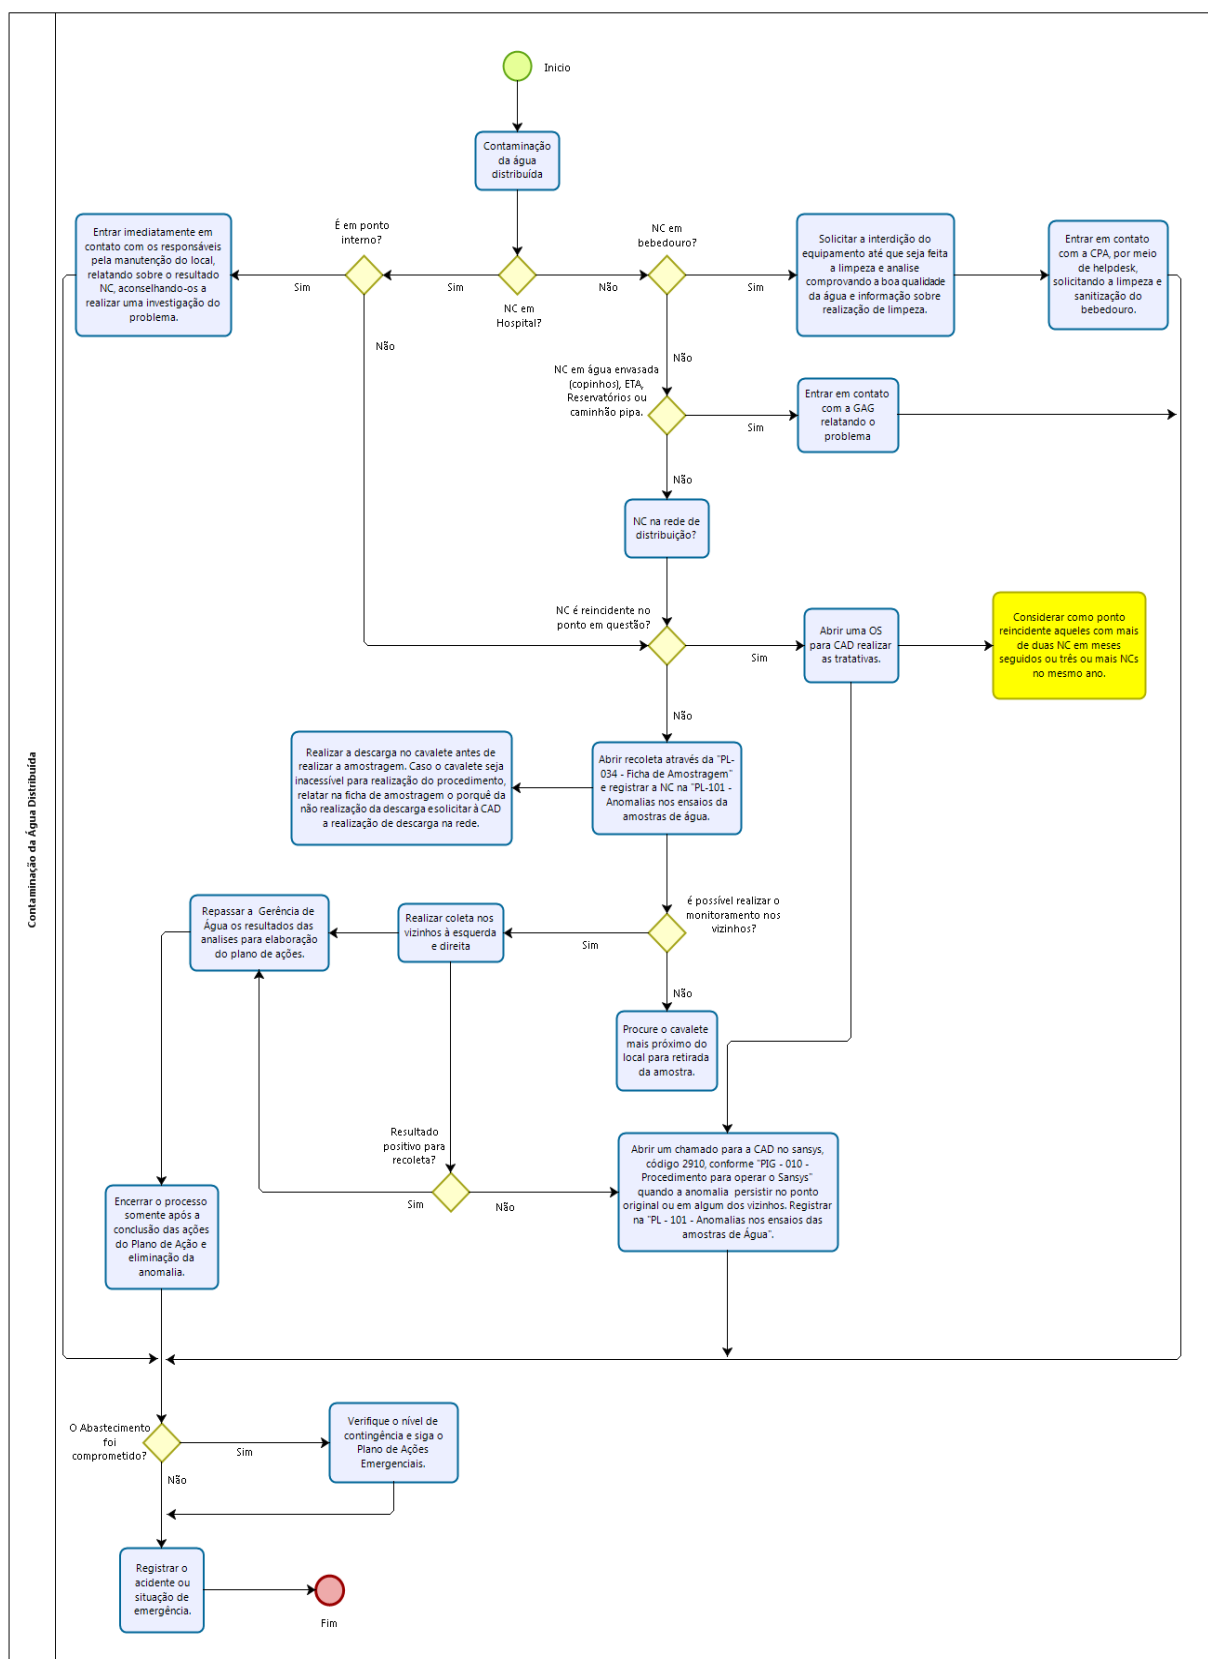 Inicio
Contaminação
da água
distribuída
Entrar imediatamente em
contato com os responsáveis
pela manutenção do local,
relatando sobre o resultado
NC, aconselhando-os a
realizar uma investigação do
problema.
É em ponto
interno?
Sim
Sim
NC em
Hospital?
Não
NC em
bebedouro?
Sim
Solicitar a interdição do
equipamento até que seja feita
a limpeza e analise
comprovando a boa qualidade
da água e informação sobre
realização de limpeza.
Entrar em contato
com a CPA, por meio
de helpdesk,
solicitando a limpeza e
sanitização do
bebedouro.
Não
Não
NC em água envasada
(copinhos), ETA,
Reservatórios ou
caminhão pipa.
Sim
Entrar em contato
com a GAG
relatando o
problema
Não
NC na rede de
distribuição?
NC é reincidente no
ponto em questão?
Sim
Abrir uma OS
para CAD realizar
as tratativas.
Considerar como ponto
reincidente aqueles com mais
de duas NC em meses
seguidos ou três ou mais NCs
no mesmo ano.
Não
Realizar a descarga no cavalete antes de
realizar a amostragem. Caso o cavalete seja
inacessível para realização do procedimento,
relatar na ficha de amostragem o porquê da
não realização da descarga esolicitar à CAD
a realização de descarga na rede.
Abrir recoleta através da "PL-
034 - Ficha de Amostragem"
e registrar a NC na "PL-101 -
Anomalias nos ensaios da
amostras de água.
Contaminação da Água Distribuída
Repassar a  Gerência de
Água os resultados das
analises para elaboração
do plano de ações.
Realizar coleta nos
vizinhos à esquerda
e direita
Sim
é possível realizar o
monitoramento nos
vizinhos?
Não
Procure o cavalete
mais próximo do
local para retirada
da amostra.
Resultado
positivo para
recoleta?
Sim
Não
Abrir um chamado para a CAD no sansys,
código 2910, conforme "PIG - 010 -
Procedimento para operar o Sansys"
quando a anomalia  persistir no ponto
original ou em algum dos vizinhos. Registrar
na "PL - 101 - Anomalias nos ensaios das
amostras de Água".
Encerrar o processo
somente após a
conclusão das ações
do Plano de Ação e
eliminação da
anomalia.
O Abastecimento
foi
comprometido?
Sim
Verifique o nível de
contingência e siga o
Plano de Ações
Emergenciais.
Não
Registrar o
acidente ou
situação de
emergência.
Fim